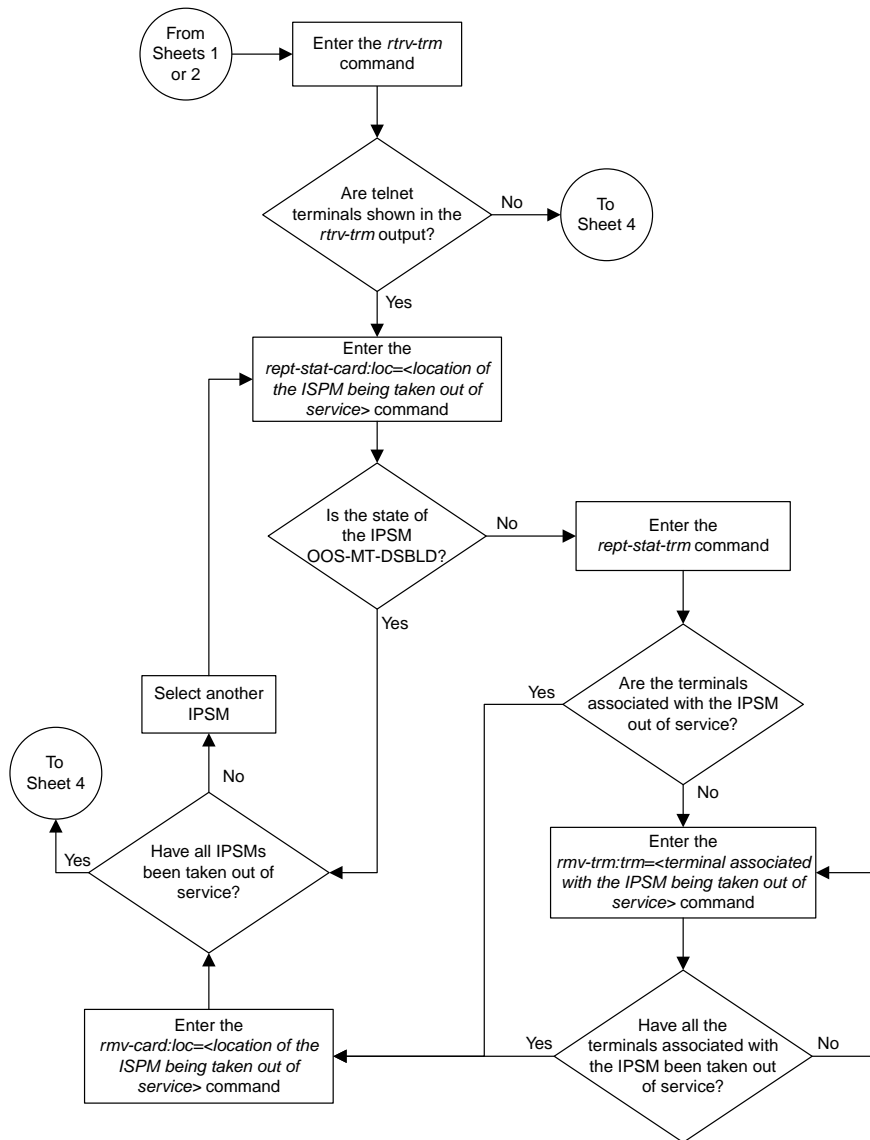 From
Sheets 1
or 2
Enter the rtrv-trm
command
Are telnet
terminals shown in the
rtrv-trm output?
No
To
Sheet 4
Yes
Enter the
rept-stat-card:loc=<location of
the ISPM being taken out of
service> command
Is the state of
the IPSM
OOS-MT-DSBLD?
No
Enter the
rept-stat-trm command
Yes
Yes
Are the terminals
associated with the IPSM
out of service?
Select another
IPSM
To
Sheet 4
No
No
Have all IPSMs
been taken out of
service?
Yes
Enter the
rmv-trm:trm=<terminal associated
with the IPSM being taken out of
service> command
Enter the
rmv-card:loc=<location of the
ISPM being taken out of
service> command
Yes
Have all the
terminals associated with
the IPSM been taken out
of service?
No